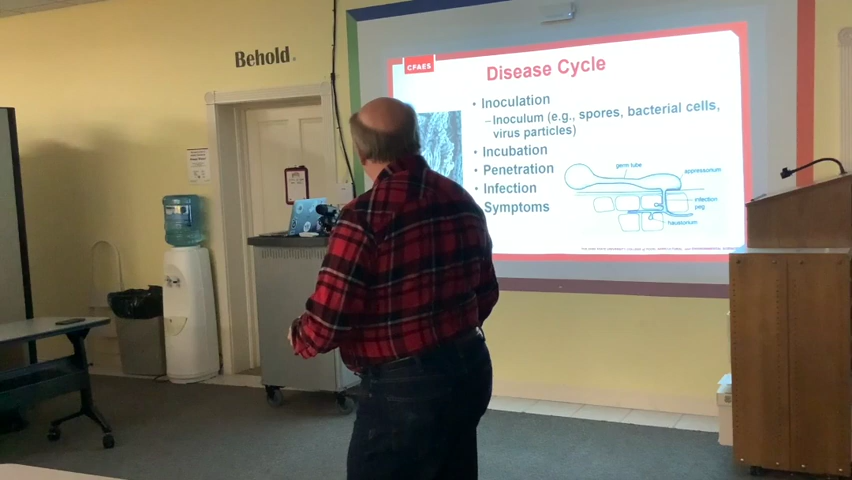 Behold.
CFAES
Disease Cycle
• Inoculation
–Inoculum (e.g., spores, bacterial cells,
virus particles)
• Incubation
• Penetration
• Infection
Symptoms
germ tube
appressorium
infection
peg
haustorium